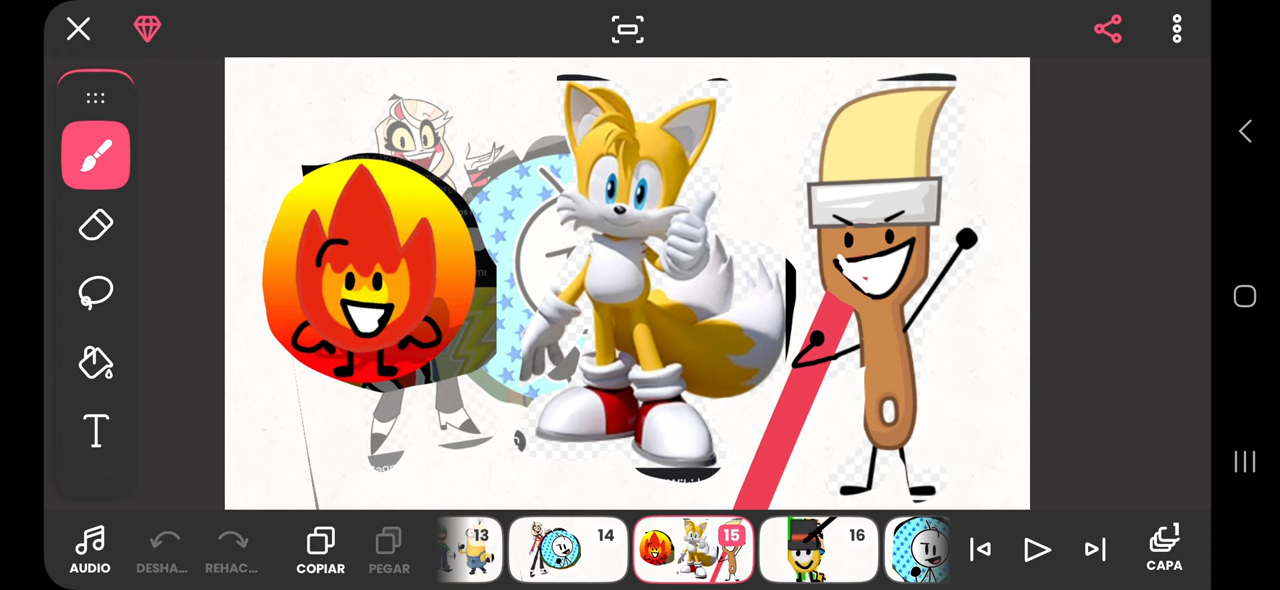 T
13
14
15
16
1
AUDIO
DESHA...
REHAC...
COPIAR
PEGAR
CAPA